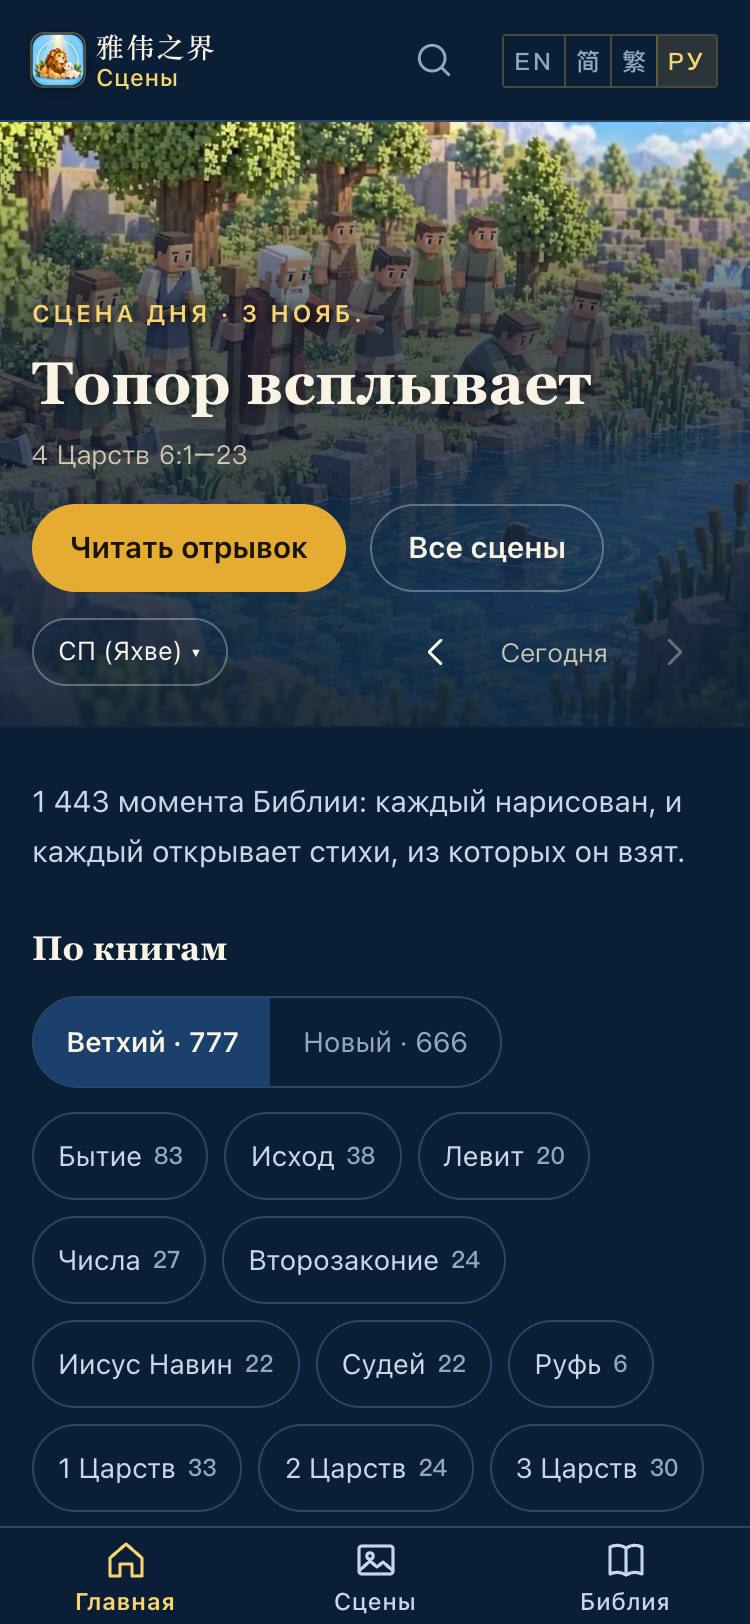 雅伟之界
Сцены
EN 简 繁 РУ
СЦЕНА ДНЯ · 3 НОЯБ.
Топор всплывает
4 Царств 6:1–23
Читать отрывок
Все сцены
СП (Яхве) ▾
Сегодня
1 443 момента Библии: каждый нарисован, и
каждый открывает стихи, из которых он взят.
По книгам
Ветхий · 777
Новый · 666
Бытие 83
Исход 38
Левит 20
Числа 27
Второзаконие 24
Иисус Навин 22
Судей 22
Руфь 6
1 Царств 33
2 Царств 24
3 Царств 30
Главная
Сцены
Библия